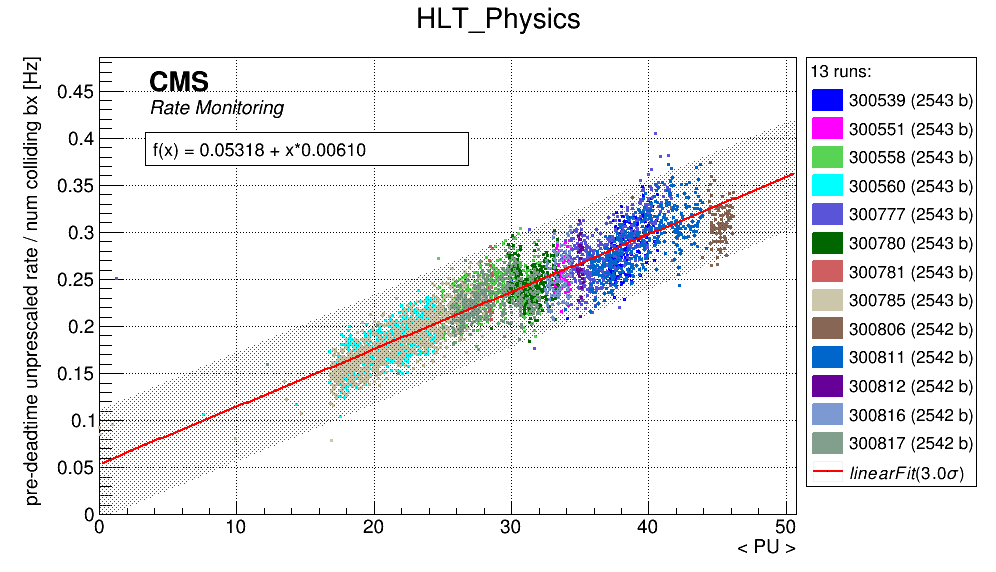 HLT_Physics
pre-deadtime unprescaled rate / num colliding bx [Hz]
CMS
Rate Monitoring
f(x) = 0.05318 + x*0.00610
0.45
0.4
0.35
0.3
0.25
0.2
0.15
0.1
0.05
0
0 10 20 30 40 50
< PU >
13 runs:
300539 (2543 b)
300551 (2543 b)
300558 (2543 b)
300560 (2543 b)
300777 (2543 b)
300780 (2543 b)
300781 (2543 b)
300785 (2543 b)
300806 (2542 b)
300811 (2542 b)
300812 (2542 b)
300816 (2542 b)
300817 (2542 b)
linearFit(3.0σ)